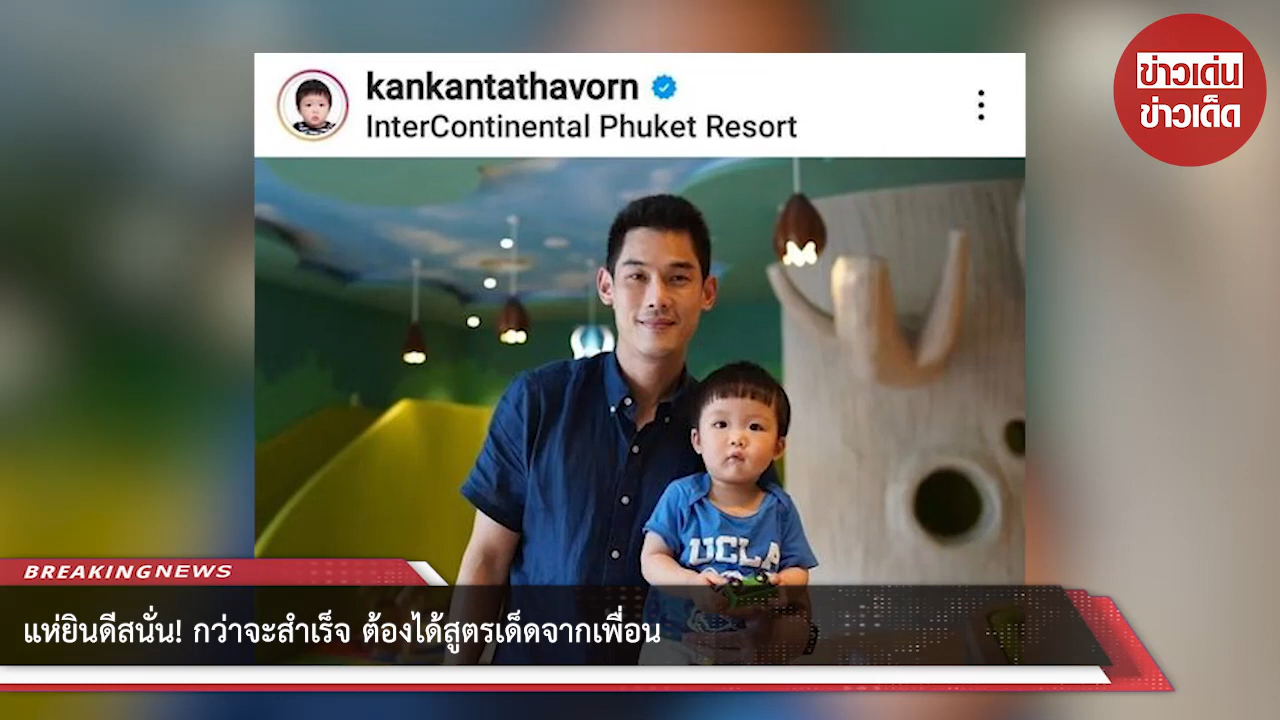 kankantathavorn
InterContinental Phuket Resort
ข่าวเด่น
ข่าวเด็ด
UCLA
BREAKING NEWS
แห่ยินดีสนั่น! กว่าจะสำเร็จ ต้องได้สูตรเด็ดจากเพื่อน